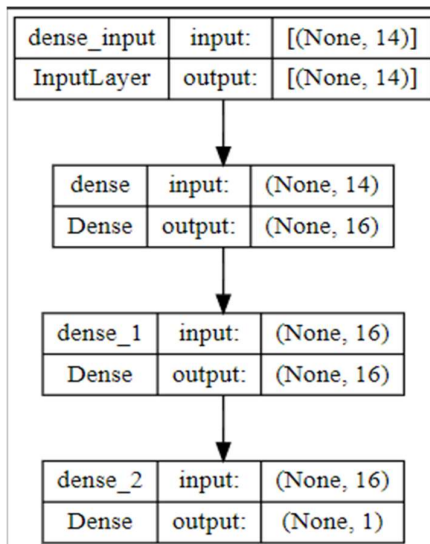 dense_input input: [(None, 14)]
InputLayer output: [(None, 14)]
dense input: (None, 14)
Dense output: (None, 16)
dense_1 input: (None, 16)
Dense output: (None, 16)
dense_2 input: (None, 16)
Dense output: (None, 1)